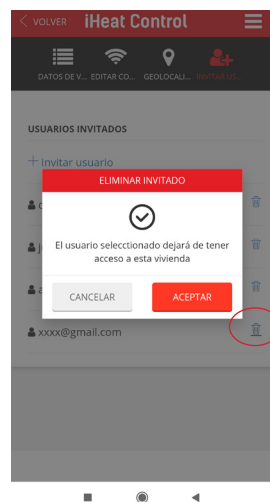 < VOLVER iHeat Control
DATOS DE V... EDITAR CO... GEOLOCALI... INVITAR US...
USUARIOS INVITADOS
+ Invitar usuario
ELIMINAR INVITADO
El usuario selecctionado dejará de tener
acceso a esta vivienda
CANCELAR ACEPTAR
xxxx@gmail.com